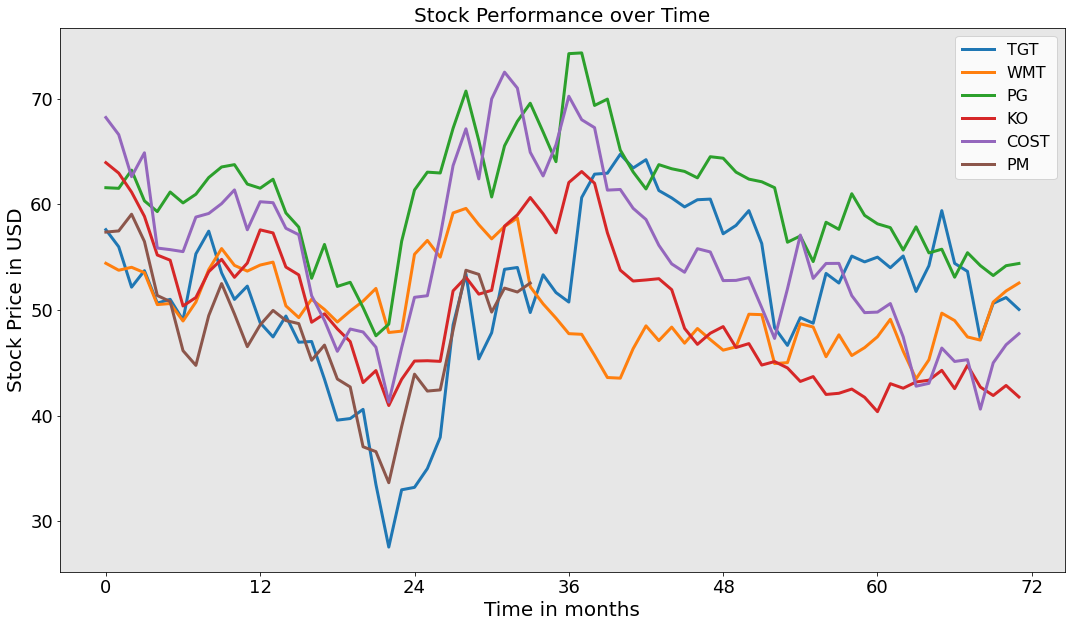 Stock Performance over Time
TGT
WMT
PG
KO
COST
PM
Stock Price in USD
70
60
50
40
30
0 12 24 36 48 60 72
Time in months